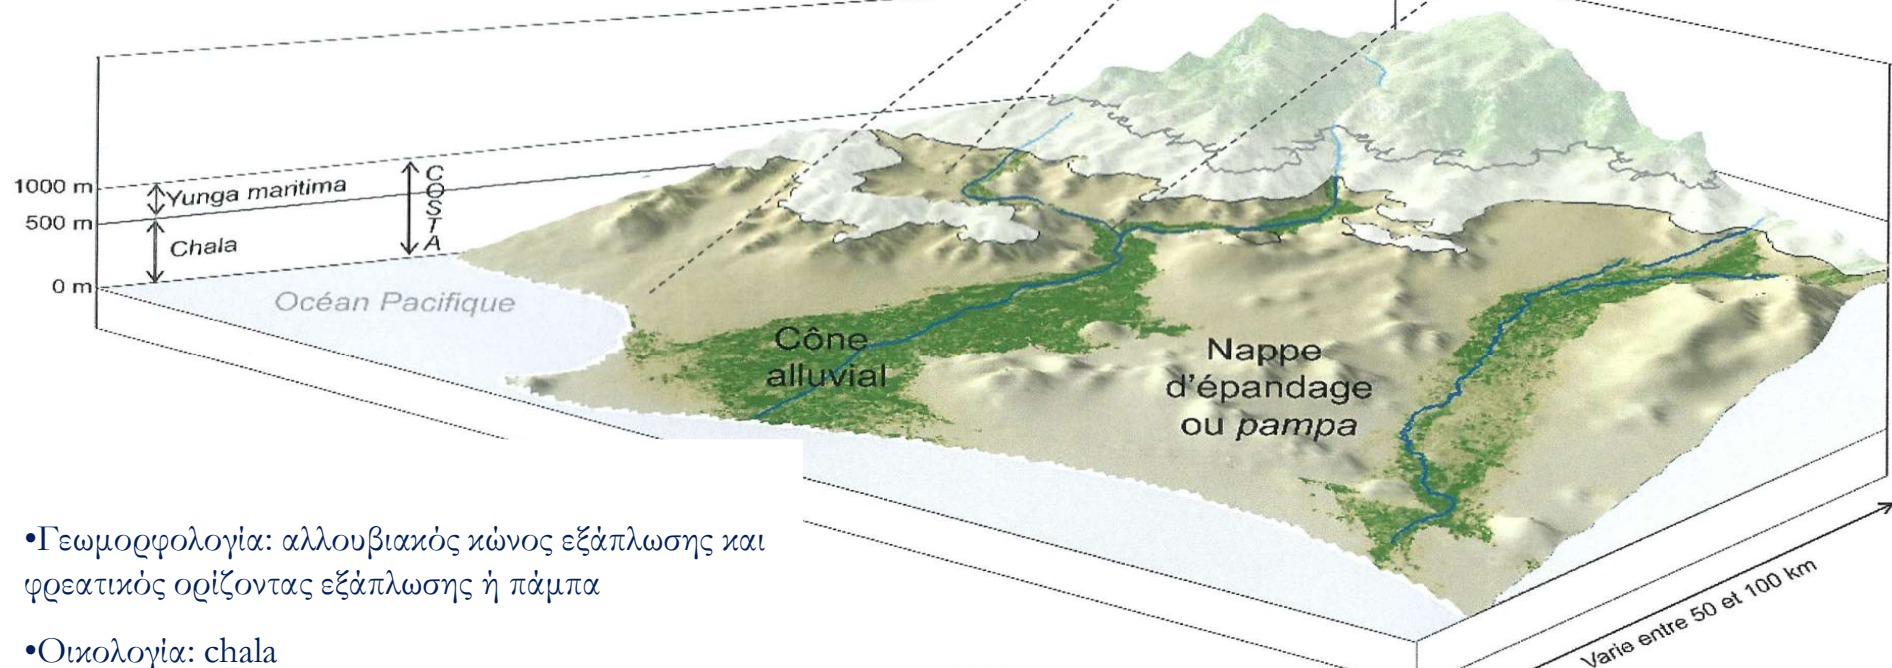 1000 m
Yunga maritima
COSTA
500 m
Chala
0 m
Océan Pacifique
Cône
alluvial
Nappe
d'épandage
ou pampa
Varie entre 50 et 100 km
•Γεωμορφολογία: αλλουβιακός κώνος εξάπλωσης και
φρεατικός ορίζοντας εξάπλωσης ή πάμπα
•Οικολογία: chala